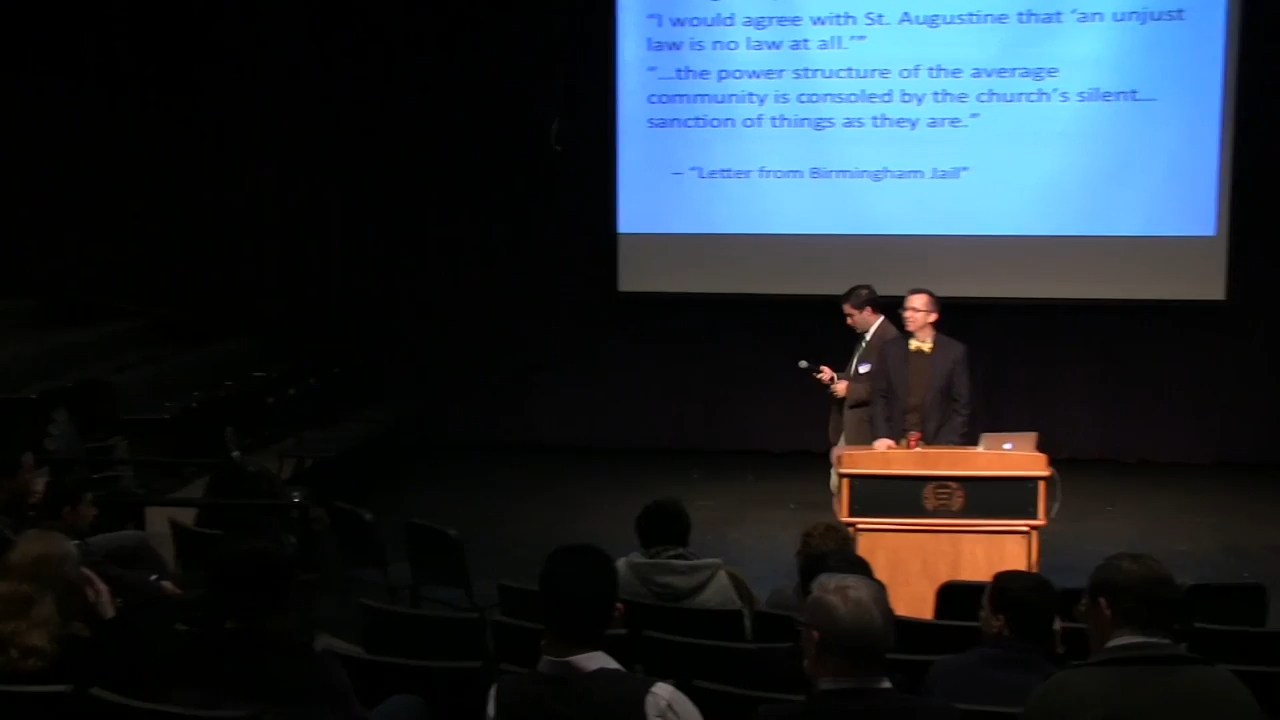 "I would agree with St. Augustine that 'an unjust
law is no law at all.'"
"...the power structure of the average
community is consoled by the church's silent...
sanction of things as they are."
– "Letter from Birmingham Jail"